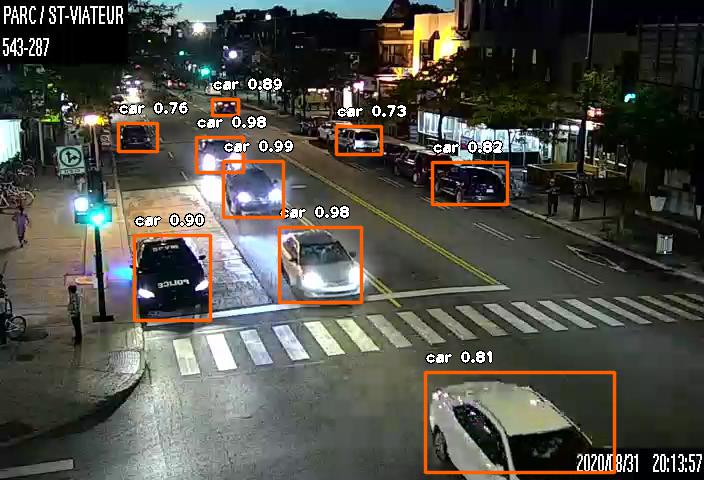 PARC / ST-VIATEUR
543-287
car 0.89
car 0.76
car 0.73
car 0.98
car 0.99
car 0.82
car 0.90
car 0.98
POLICE
car 0.81
2020/08/31 20:13:57